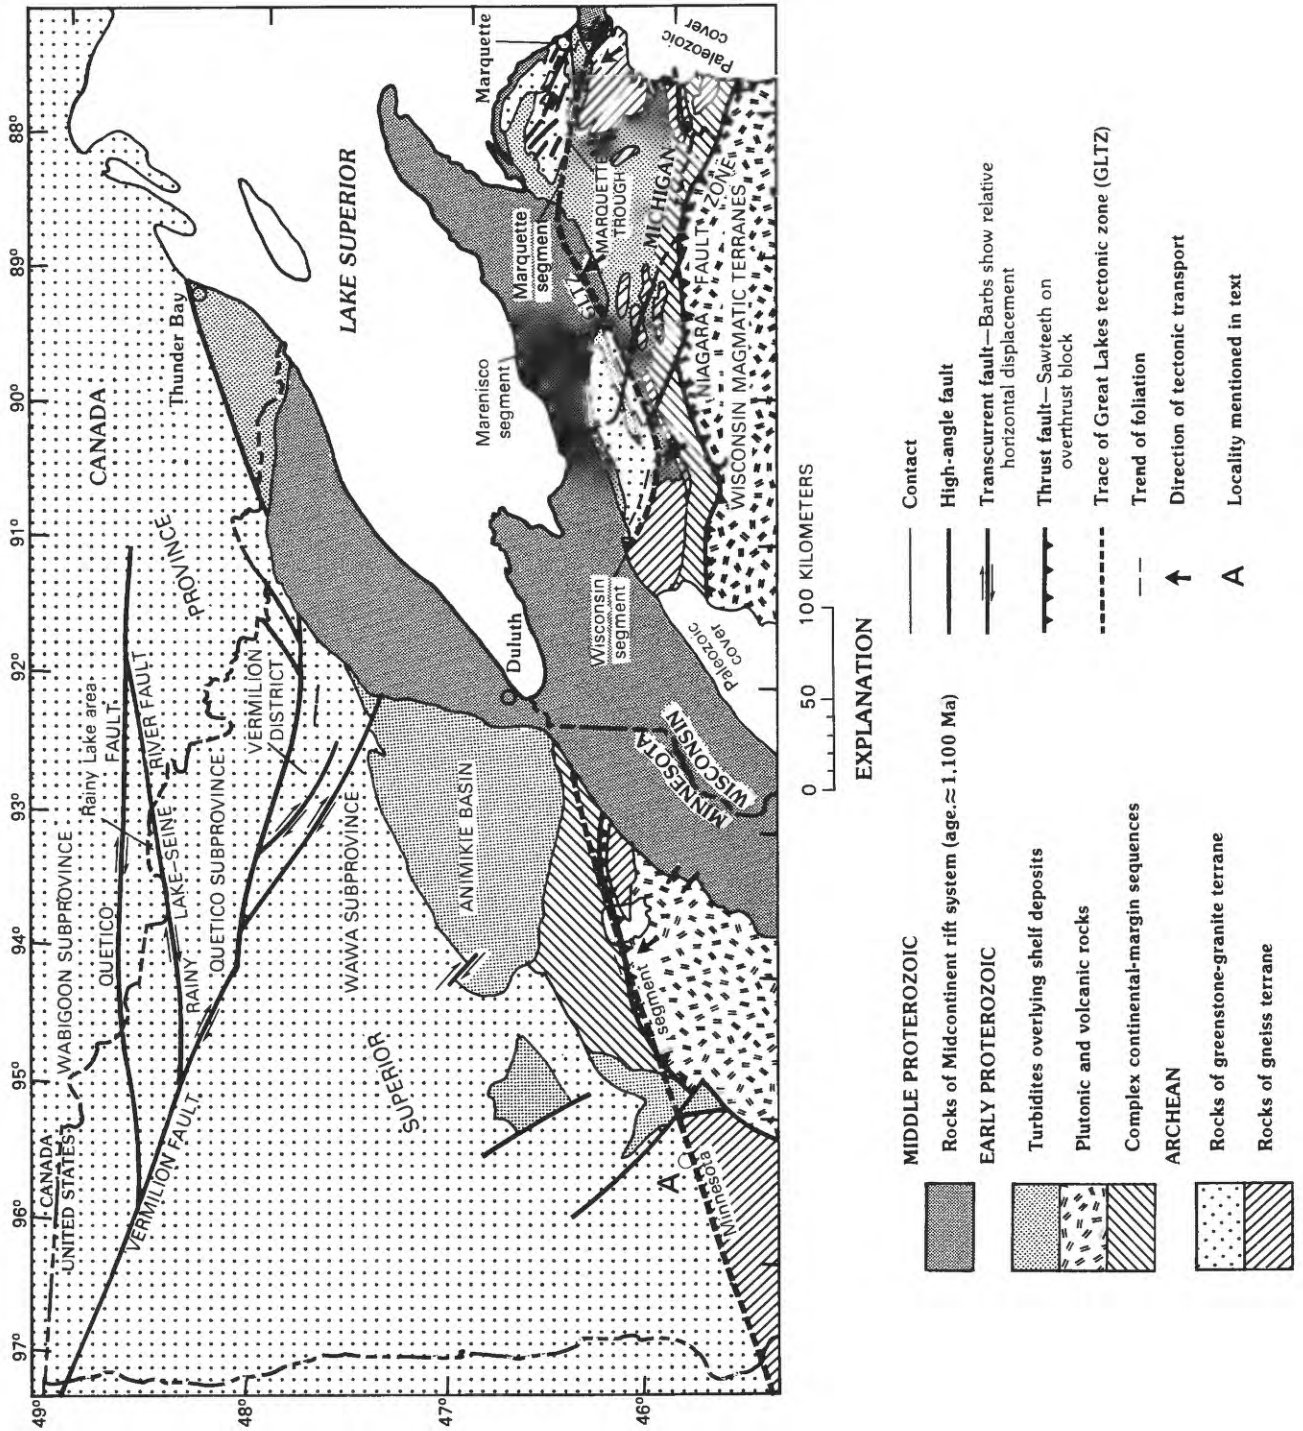 97°
96°
95°
94°
93°
92°
91°
90°
89°
88°
49°
48°
47°
46°
CANADA
UNITED STATES
WABIGOON SUBPROVINCE
Rainy Lake area
QUETICO
FAULT
RAINY
LAKE–SEINE
RIVER FAULT
VERMILION FAULT
QUETICO SUBPROVINCE
VERMILION
DISTRICT
WAWA SUBPROVINCE
SUPERIOR
PROVINCE
CANADA
Thunder Bay
LAKE SUPERIOR
ANIMIKIE BASIN
Duluth
Marenisco
segment
Marquette
segment
GLTZ
MARQUETTE
TROUGH
Marquette
MICHIGAN
Paleozoic
cover
NIAGARA FAULT ZONE
WISCONSIN MAGMATIC TERRANES
Wisconsin
segment
Paleozoic
cover
MINNESOTA
WISCONSIN
A
Minnesota
segment
0 50 100 KILOMETERS
EXPLANATION
MIDDLE PROTEROZOIC
Rocks of Midcontinent rift system (age≈1,100 Ma)
EARLY PROTEROZOIC
Turbidites overlying shelf deposits
Plutonic and volcanic rocks
Complex continental-margin sequences
ARCHEAN
Rocks of greenstone-granite terrane
Rocks of gneiss terrane
Contact
High-angle fault
Transcurrent fault—Barbs show relative
horizontal displacement
Thrust fault—Sawteeth on
overthrust block
Trace of Great Lakes tectonic zone (GLTZ)
Trend of foliation
Direction of tectonic transport
A
Locality mentioned in text